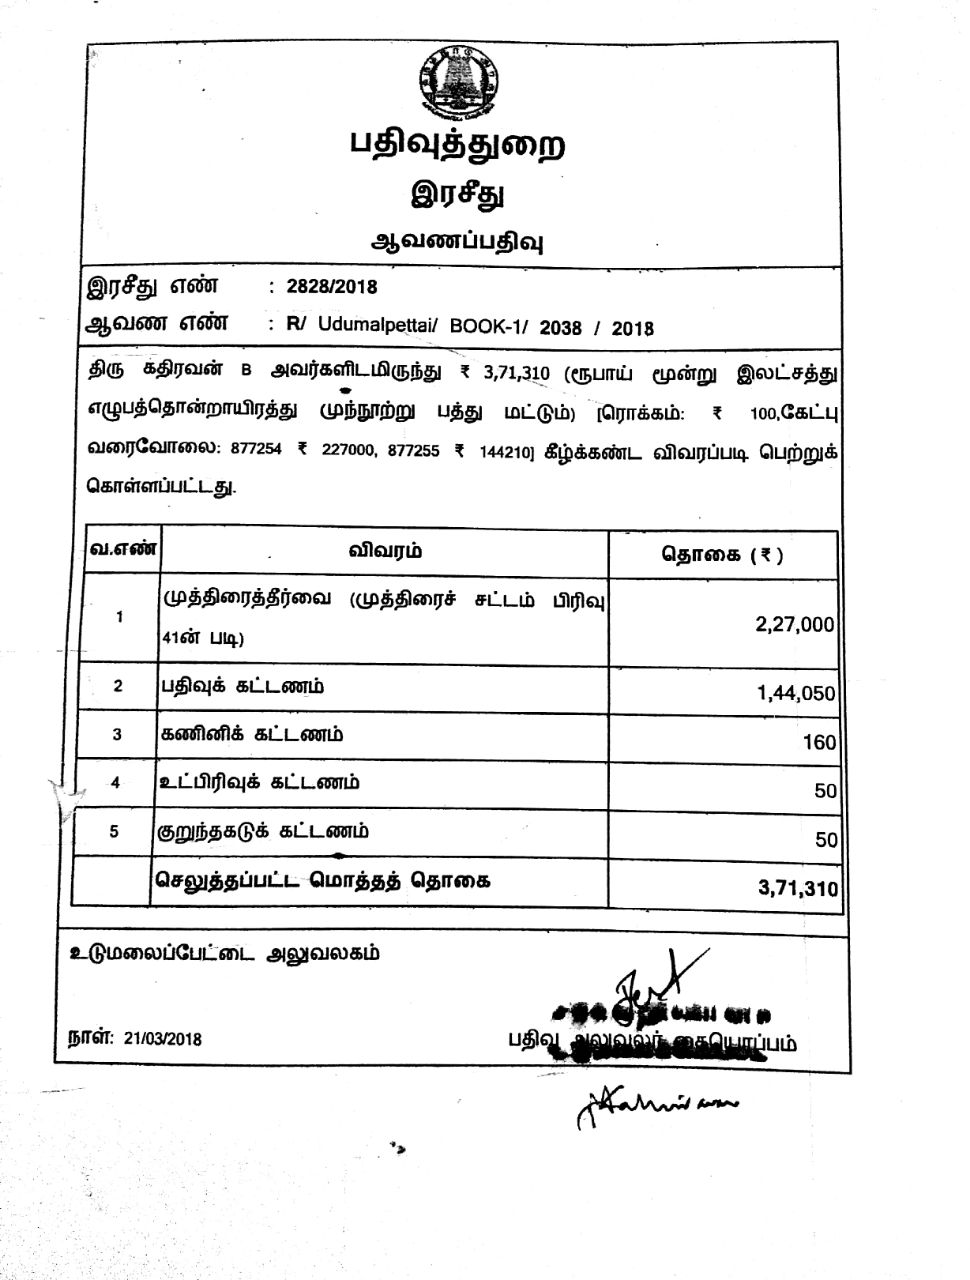 பதிவுத்துறை
இரசீது
ஆவணப்பதிவு
இரசீது எண் : 2828/2018
ஆவண எண் : R/ Udumalpettai/ BOOK-1/ 2038 / 2018
திரு கதிரவன் B அவர்களிடமிருந்து ₹ 3,71,310 (ரூபாய் மூன்று இலட்சத்து
எழுபத்தொன்றாயிரத்து முந்நூற்று பத்து மட்டும்) [ரொக்கம்: ₹ 100,கேட்பு
வரைவோலை: 877254 ₹ 227000, 877255 ₹ 144210] கீழ்க்கண்ட விவரப்படி பெற்றுக்
கொள்ளப்பட்டது.
வ.எண் விவரம் தொகை (₹)
1 முத்திரைத்தீர்வை (முத்திரைச் சட்டம் பிரிவு
41ன் படி) 2,27,000
2 பதிவுக் கட்டணம் 1,44,050
3 கணினிக் கட்டணம் 160
4 உட்பிரிவுக் கட்டணம் 50
5 குறுந்தகடுக் கட்டணம் 50
செலுத்தப்பட்ட மொத்தத் தொகை 3,71,310
உடுமலைப்பேட்டை அலுவலகம்
நாள்: 21/03/2018
பதிவு அலுவலர் கையொப்பம்